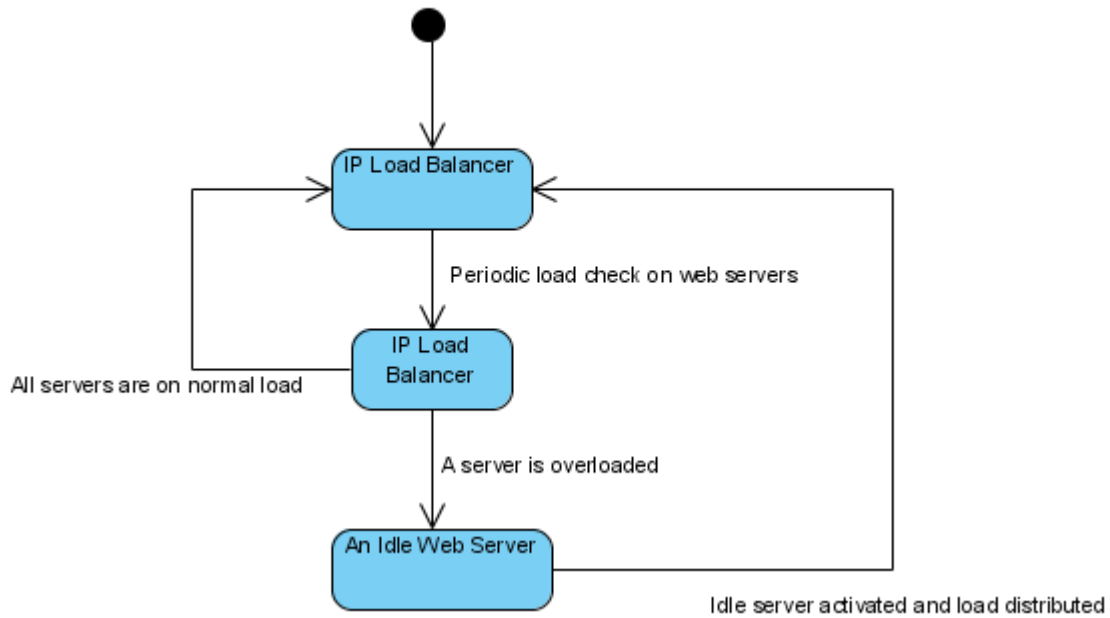 IP Load Balancer
Periodic load check on web servers
IP Load
Balancer
All servers are on normal load
A server is overloaded
An Idle Web Server
Idle server activated and load distributed